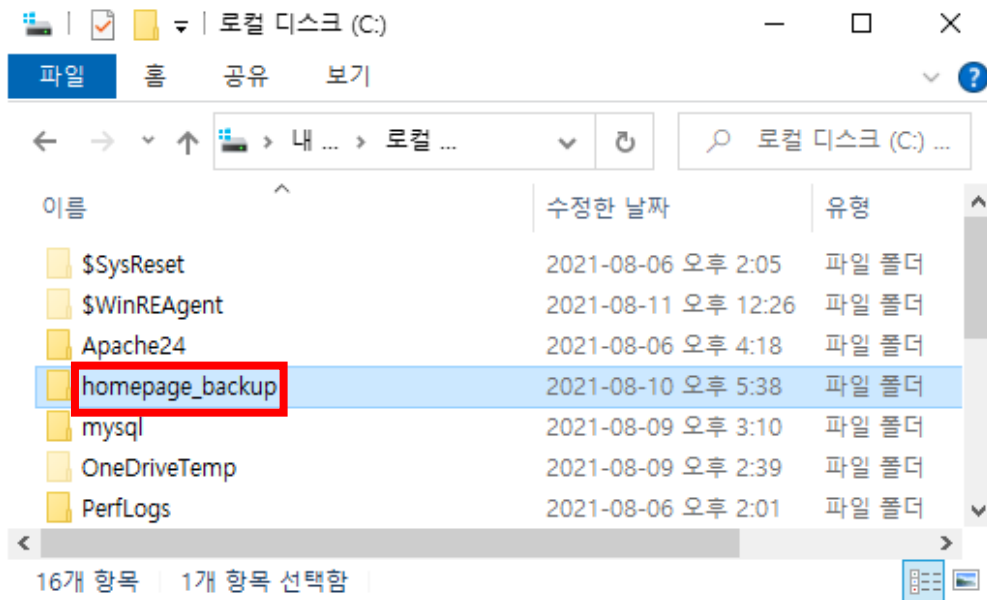 로컬 디스크 (C:)
파일 홈 공유 보기
내 ... 로컬 ... 로컬 디스크 (C:) ...
이름 수정한 날짜 유형
$SysReset 2021-08-06 오후 2:05 파일 폴더
$WinREAgent 2021-08-11 오후 12:26 파일 폴더
Apache24 2021-08-06 오후 4:18 파일 폴더
homepage_backup 2021-08-10 오후 5:38 파일 폴더
mysql 2021-08-09 오후 3:10 파일 폴더
OneDriveTemp 2021-08-09 오후 2:39 파일 폴더
PerfLogs 2021-08-06 오후 2:01 파일 폴더
16개 항목 1개 항목 선택함